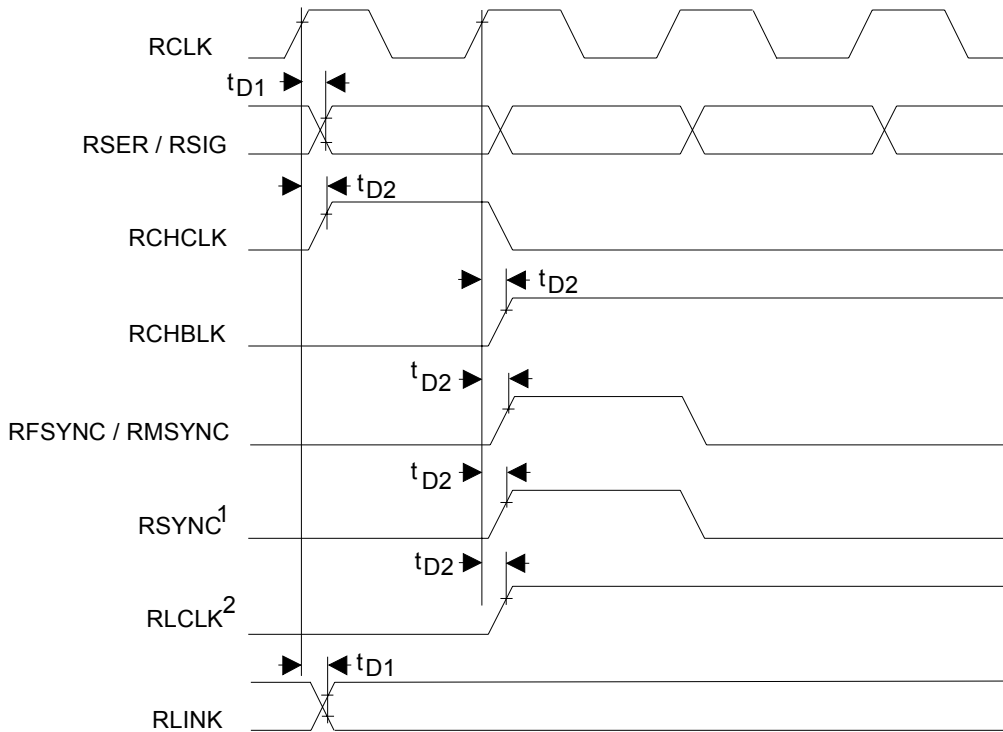 RCLK
tD1
RSER / RSIG
tD2
RCHCLK
tD2
RCHBLK
tD2
RFSYNC / RMSYNC
tD2
RSYNC1
tD2
RLCLK2
tD1
RLINK